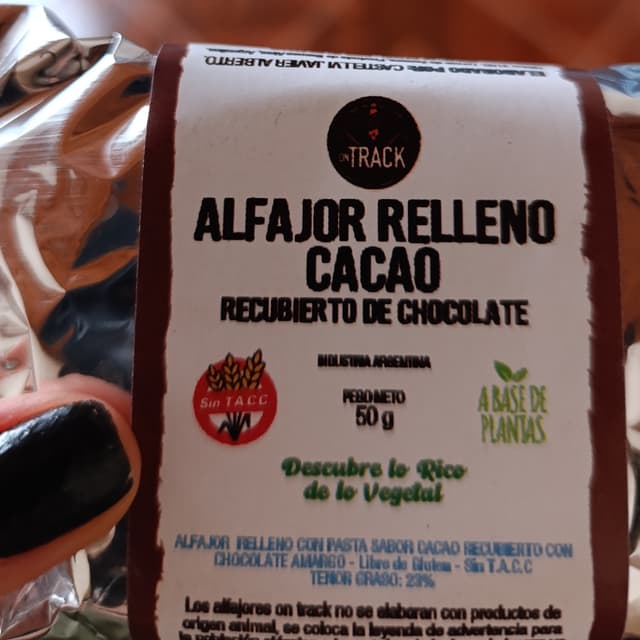 ELABORADO POR: CASTELLVI JAVIER ALBERTO.
ON TRACK
ALFAJOR RELLENO
CACAO
RECUBIERTO DE CHOCOLATE
INDUSTRIA ARGENTINA
Sin T.A.C.C
PESO NETO
50 g
A BASE DE
PLANTAS
Descubre lo Rico
de lo Vegetal
ALFAJOR RELLENO CON PASTA SABOR CACAO RECUBIERTO CON
CHOCOLATE AMARGO - Libre de Gluten - Sin T.A.C.C
TENOR GRASO: 23%
Los alfajores on track no se elaboran con productos de
origen animal, se coloca la leyenda de advertencia para